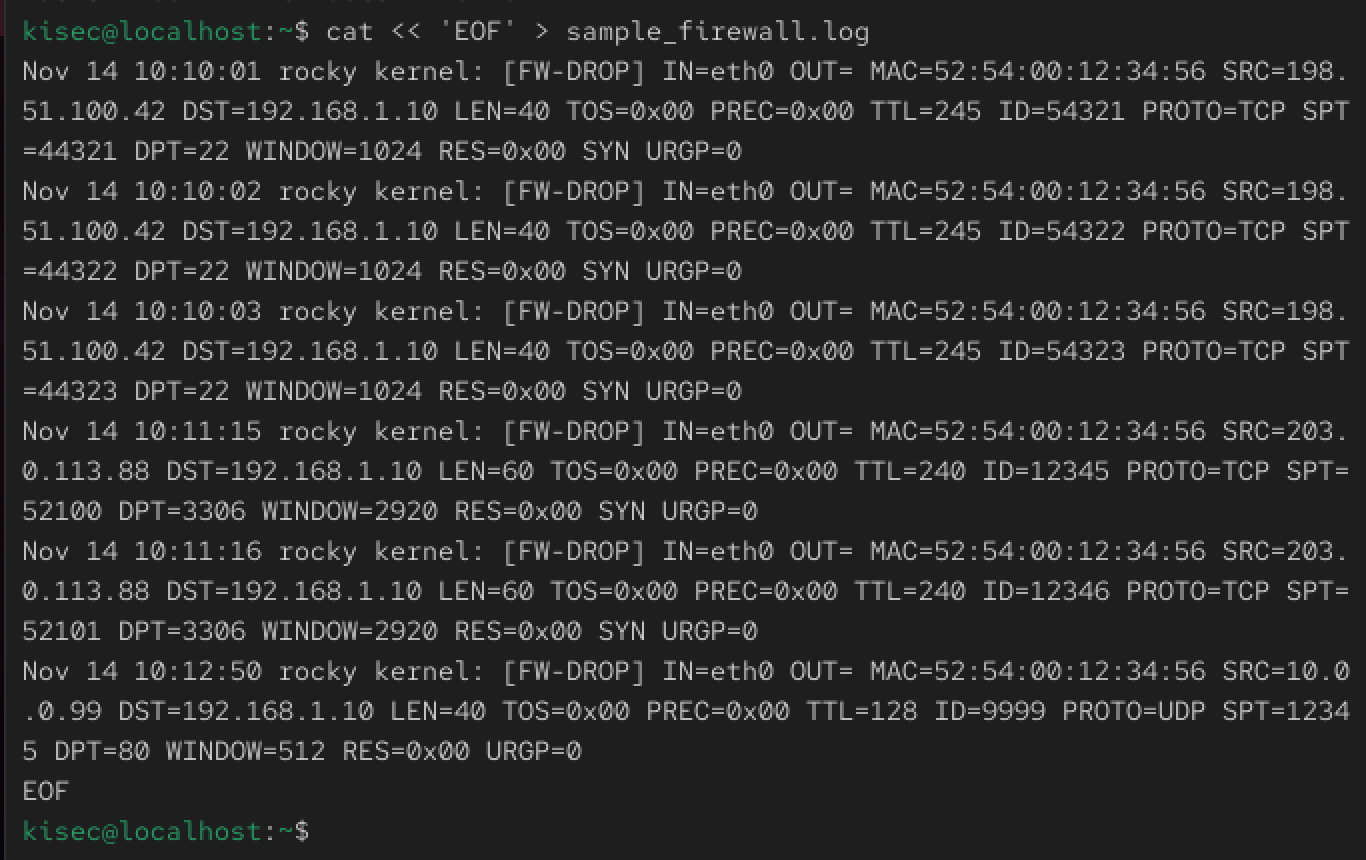 kisec@localhost:~$ cat << 'EOF' > sample_firewall.log
Nov 14 10:10:01 rocky kernel: [FW-DROP] IN=eth0 OUT= MAC=52:54:00:12:34:56 SRC=198.
51.100.42 DST=192.168.1.10 LEN=40 TOS=0x00 PREC=0x00 TTL=245 ID=54321 PROTO=TCP SPT
=44321 DPT=22 WINDOW=1024 RES=0x00 SYN URGP=0
Nov 14 10:10:02 rocky kernel: [FW-DROP] IN=eth0 OUT= MAC=52:54:00:12:34:56 SRC=198.
51.100.42 DST=192.168.1.10 LEN=40 TOS=0x00 PREC=0x00 TTL=245 ID=54322 PROTO=TCP SPT
=44322 DPT=22 WINDOW=1024 RES=0x00 SYN URGP=0
Nov 14 10:10:03 rocky kernel: [FW-DROP] IN=eth0 OUT= MAC=52:54:00:12:34:56 SRC=198.
51.100.42 DST=192.168.1.10 LEN=40 TOS=0x00 PREC=0x00 TTL=245 ID=54323 PROTO=TCP SPT
=44323 DPT=22 WINDOW=1024 RES=0x00 SYN URGP=0
Nov 14 10:11:15 rocky kernel: [FW-DROP] IN=eth0 OUT= MAC=52:54:00:12:34:56 SRC=203.
0.113.88 DST=192.168.1.10 LEN=60 TOS=0x00 PREC=0x00 TTL=240 ID=12345 PROTO=TCP SPT=
52100 DPT=3306 WINDOW=2920 RES=0x00 SYN URGP=0
Nov 14 10:11:16 rocky kernel: [FW-DROP] IN=eth0 OUT= MAC=52:54:00:12:34:56 SRC=203.
0.113.88 DST=192.168.1.10 LEN=60 TOS=0x00 PREC=0x00 TTL=240 ID=12346 PROTO=TCP SPT=
52101 DPT=3306 WINDOW=2920 RES=0x00 SYN URGP=0
Nov 14 10:12:50 rocky kernel: [FW-DROP] IN=eth0 OUT= MAC=52:54:00:12:34:56 SRC=10.0
.0.99 DST=192.168.1.10 LEN=40 TOS=0x00 PREC=0x00 TTL=128 ID=9999 PROTO=UDP SPT=1234
5 DPT=80 WINDOW=512 RES=0x00 URGP=0
EOF
kisec@localhost:~$